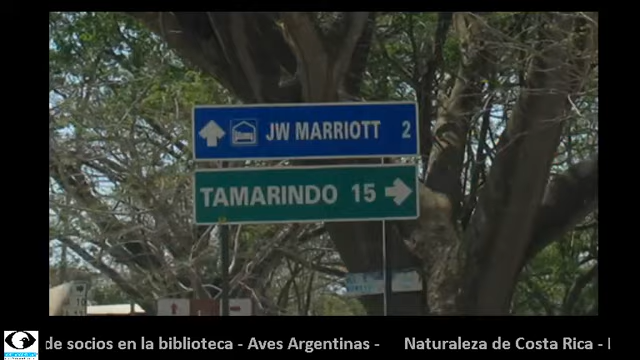 JW MARRIOTT 2
TAMARINDO 15
de socios en la biblioteca - Aves Argentinas - Naturaleza de Costa Rica -